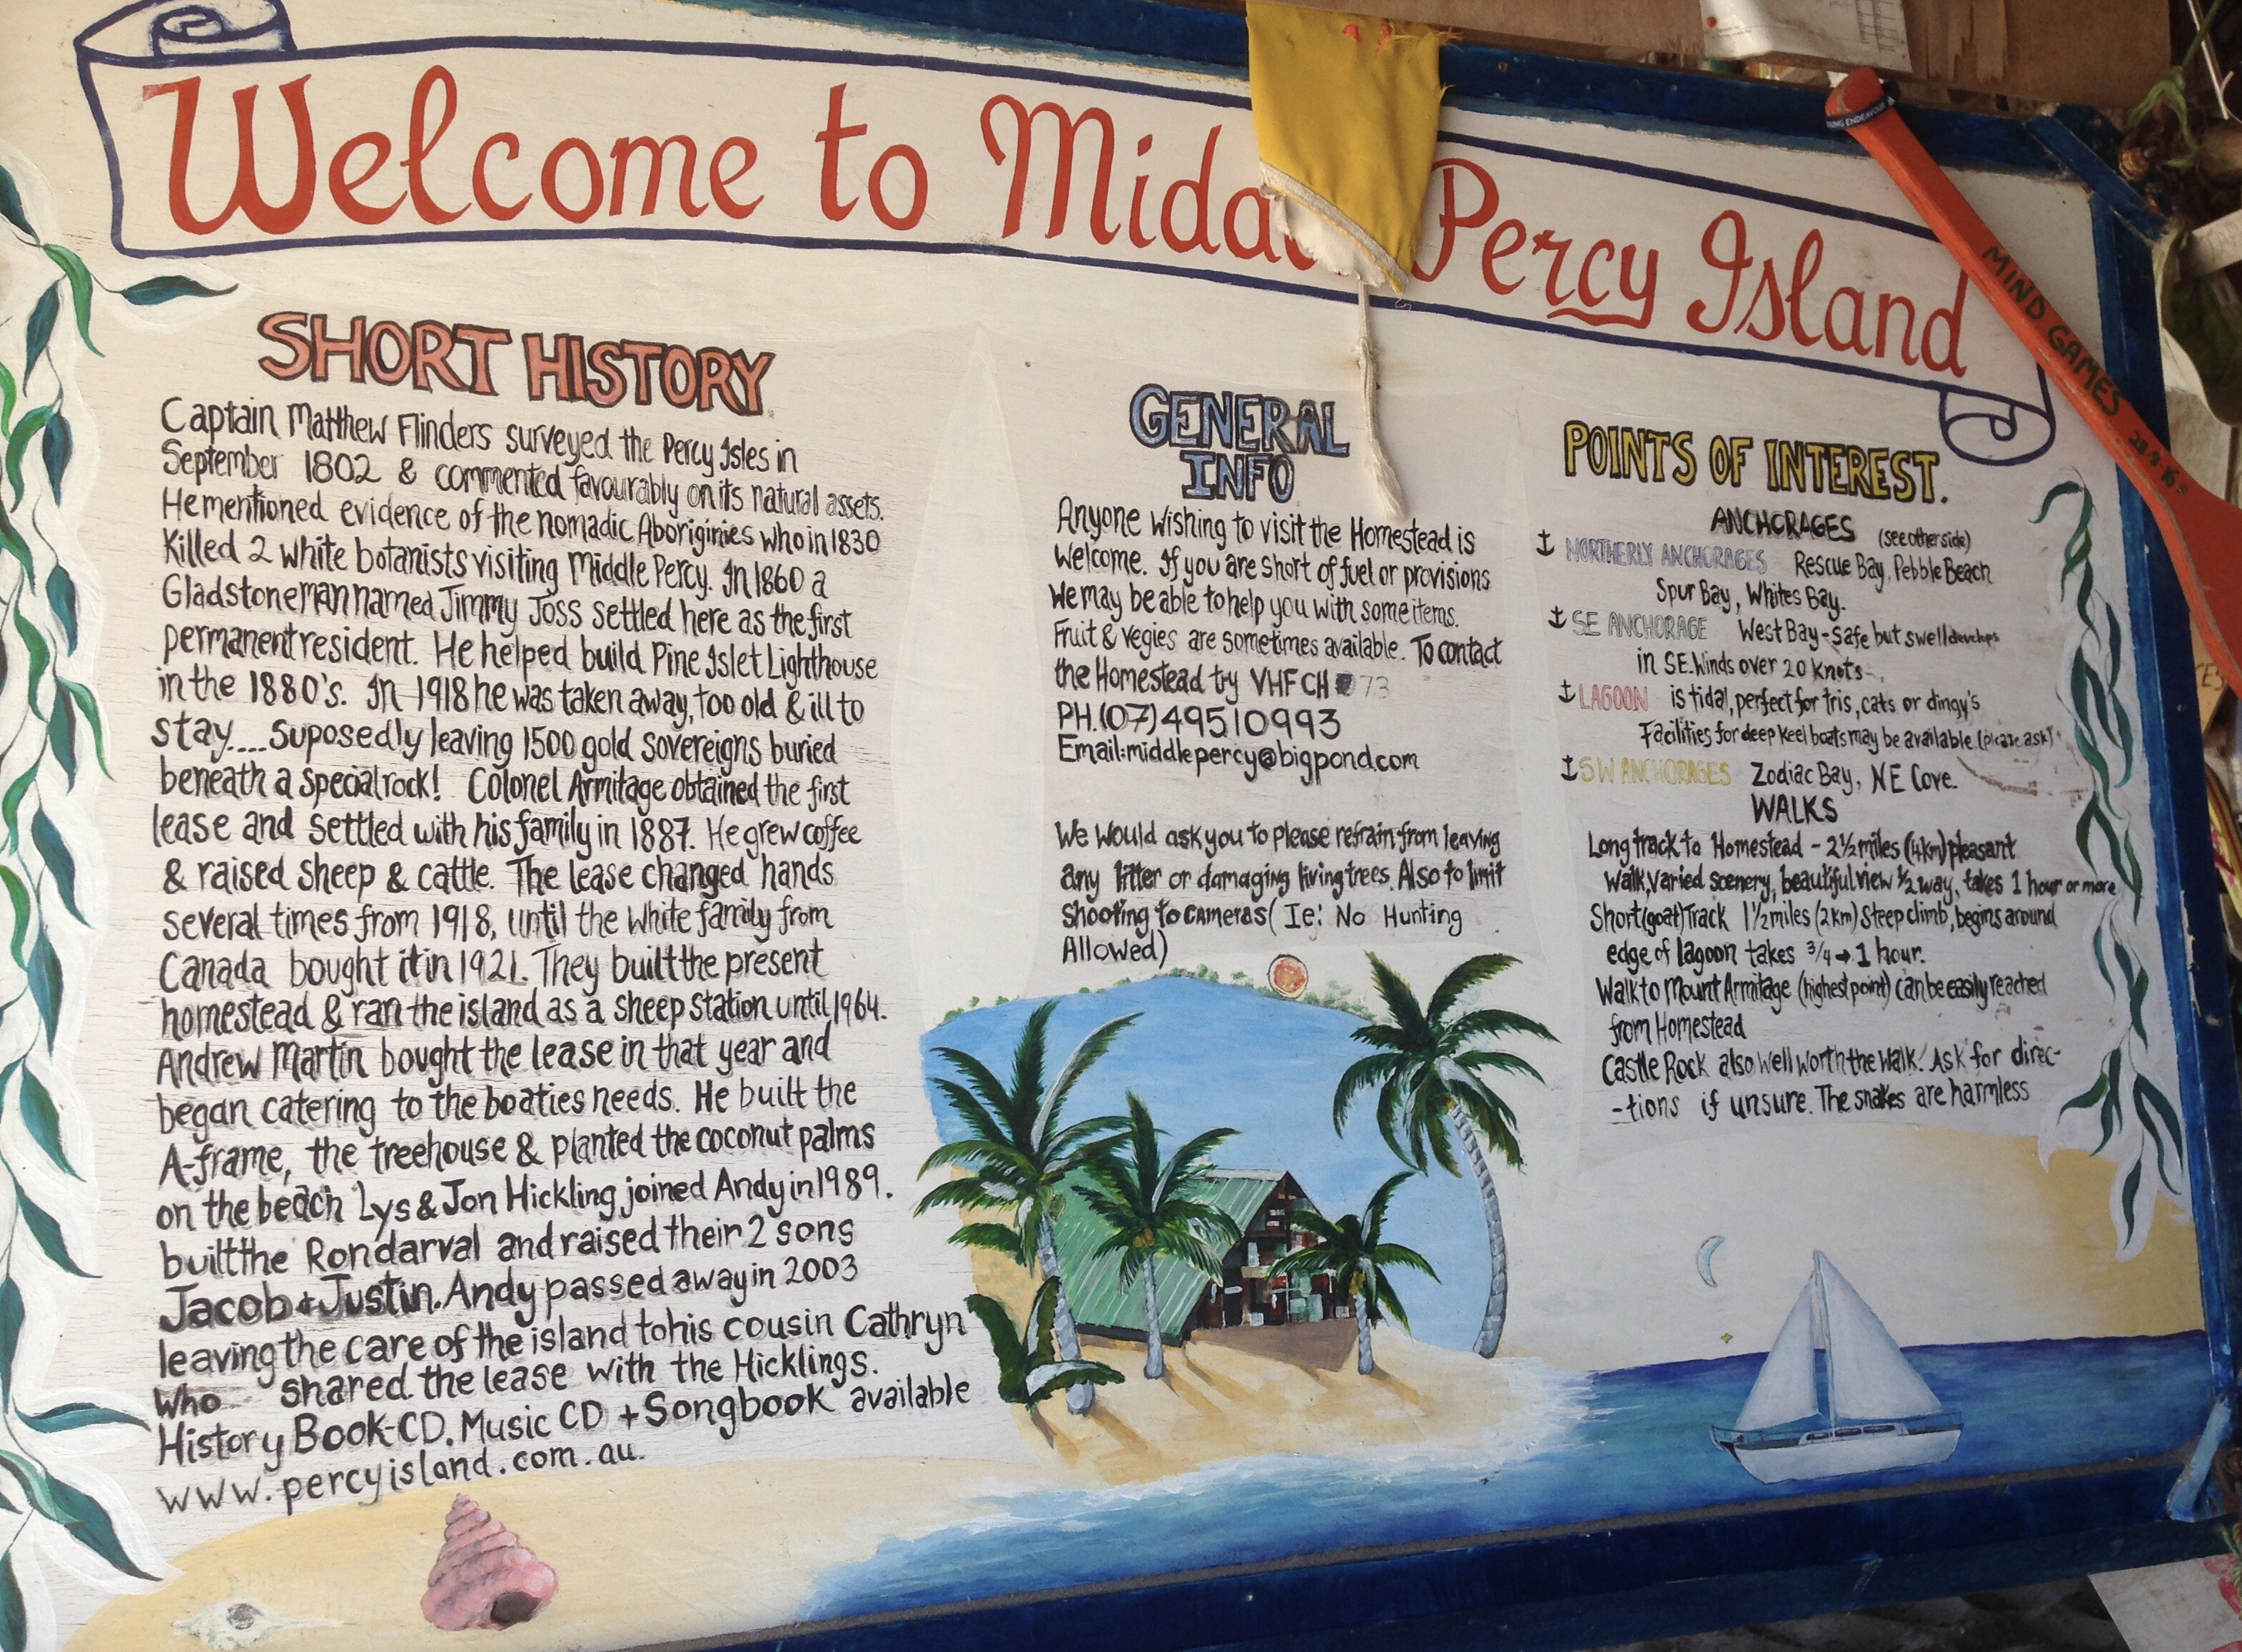 Welcome to Midd Percy Island
SHORT HISTORY
Captain Matthew Flinders surveyed the Percy Isles in
September 1802 & commented favourably on its natural assets.
He mentioned evidence of the nomadic Aboriginies who in 1830
Killed 2 white botanists visiting Middle Percy. In 1860 a
Gladstone man named Jimmy Joss settled here as the first
permanent resident. He helped build Pine Islet Lighthouse
in the 1880's. In 1918 he was taken away, too old & ill to
stay.... Suposedly leaving 1500 gold sovereigns buried
beneath a special rock! Colonel Armitage obtained the first
lease and settled with his family in 1887. He grew coffee
& raised sheep & cattle. The lease changed hands
several times from 1918, until the White family from
Canada bought it in 1921. They built the present
homestead & ran the island as a sheep station until 1964.
Andrew Martin bought the lease in that year and
began catering to the boaties needs. He built the
A-frame, the treehouse & planted the coconut palms
on the beach Lys & Jon Hickling joined Andy in 1989.
built the Rondarval and raised their 2 sons
Jacob + Justin. Andy passed away in 2003
leaving the care of the island to his cousin Cathryn
Who shared the lease with the Hicklings.
History Book-CD. Music CD + Songbook available
www.percyisland.com.au.
GENERAL
INFO
Anyone wishing to visit the Homestead is
Welcome. If you are short of fuel or provisions
We may be able to help you with some items.
Fruit & vegies are sometimes available. To contact
the Homestead try VHF CH 73
PH.(07)49510993
Email:middlepercy@bigpond.com
We would ask you to please refrain from leaving
any litter or damaging living trees. Also to limit
shooting to cameras (Ie: No Hunting
Allowed)
POINTS OF INTEREST.
ANCHORAGES (see other side)
NORTHERLY ANCHORAGES Rescue Bay, Pebble Beach
Spur Bay, Whites Bay.
SE ANCHORAGE West Bay-safe but swell develops
in SE.Winds over 20 knots
LAGOON is tidal, perfect for tris, cats or dingy's
Facilities for deep keel boats may be available.(please ask)
SW ANCHORAGES Zodiac Bay, NE Cove.
WALKS
Long track to Homestead - 2½ miles (4km) pleasant
walk, varied scenery, beautiful view ½ way, takes 1 hour or more
Short (goat) Track 1½ miles (2km) Steep climb, begins around
edge of lagoon takes ¾ → 1 hour.
Walk to Mount Armitage (highest point) can be easily reached
from Homestead
Castle Rock also well worth the walk! Ask for direc-
-tions if unsure. The snakes are harmless
YOUNG ENDEAVOUR
MIND GAMES 28.9.16